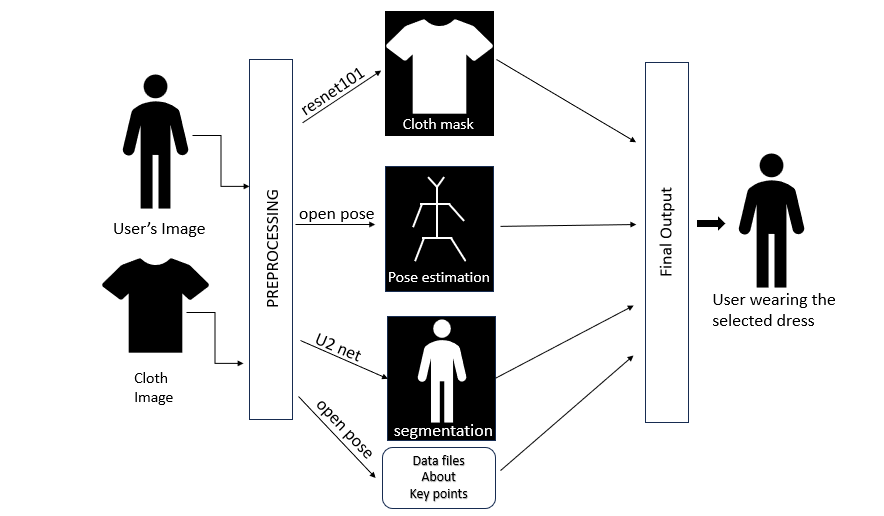 User's Image
Cloth
Image
PREPROCESSING
resnet101
Cloth mask
open pose
Pose estimation
U2 net
segmentation
open pose
Data files
About
Key points
Final Output
User wearing the
selected dress